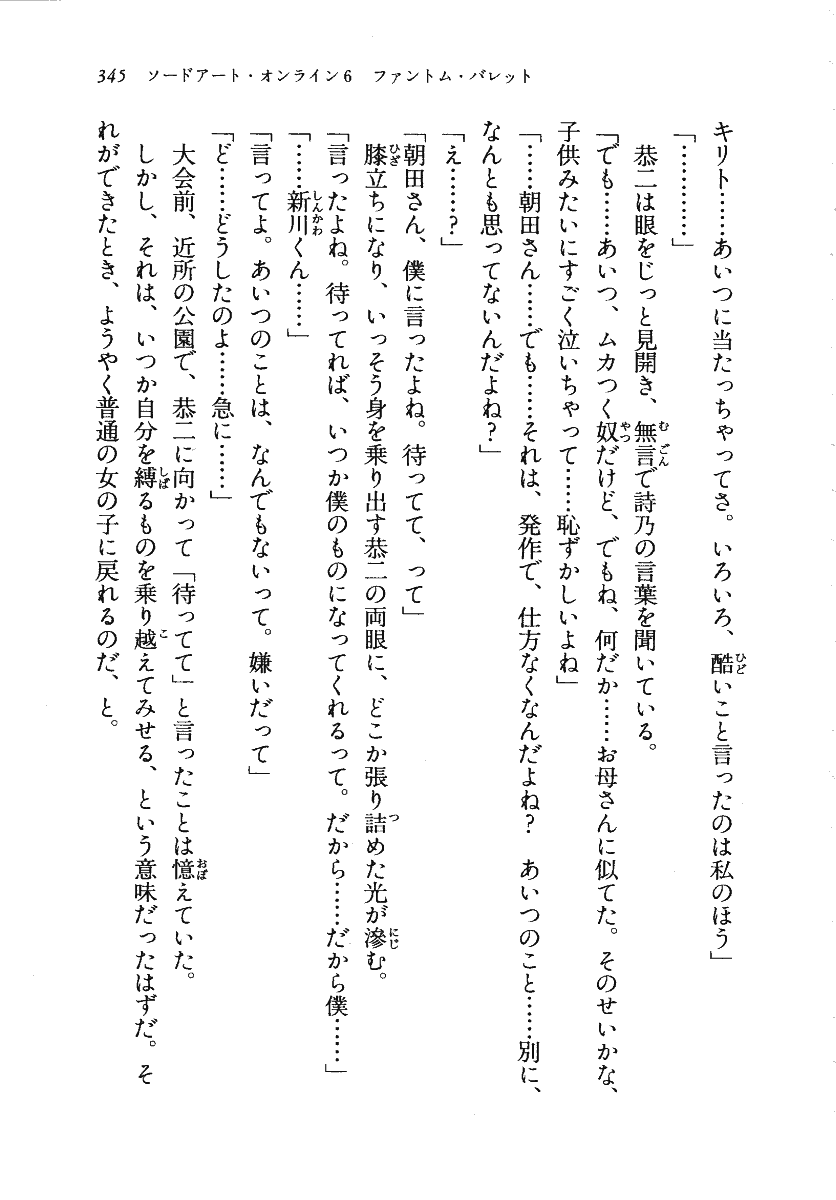 345 ソードアート・オンライン6 ファントム・バレット
キリト……あいつに当たっちゃってさ。いろいろ、酷いこと言ったのは私のほう」
「…………」
恭二は眼をじっと見開き、無言で詩乃の言葉を聞いている。
「でも……あいつ、ムカつく奴だけど、でもね、何だか……お母さんに似てた。そのせいかな、
子供みたいにすごく泣いちゃって……恥ずかしいよね」
「……朝田さん……でも……それは、発作で、仕方なくなんだよね？ あいつのこと……別に、
なんとも思ってないんだよね？」
「え……？」
「朝田さん、僕に言ったよね。待ってて、って」
膝立ちになり、いっそう身を乗り出す恭二の両眼に、どこか張り詰めた光が滲む。
「言ったよね。待ってれば、いつか僕のものになってくれるって。だから……だから僕……」
「……新川くん……」
「言ってよ。あいつのことは、なんでもないって。嫌いだって」
「ど……どうしたのよ……急に……」
大会前、近所の公園で、恭二に向かって「待ってて」と言ったことは憶えていた。
しかし、それは、いつか自分を縛るものを乗り越えてみせる、という意味だったはずだ。そ
れができたとき、ようやく普通の女の子に戻れるのだ、と。